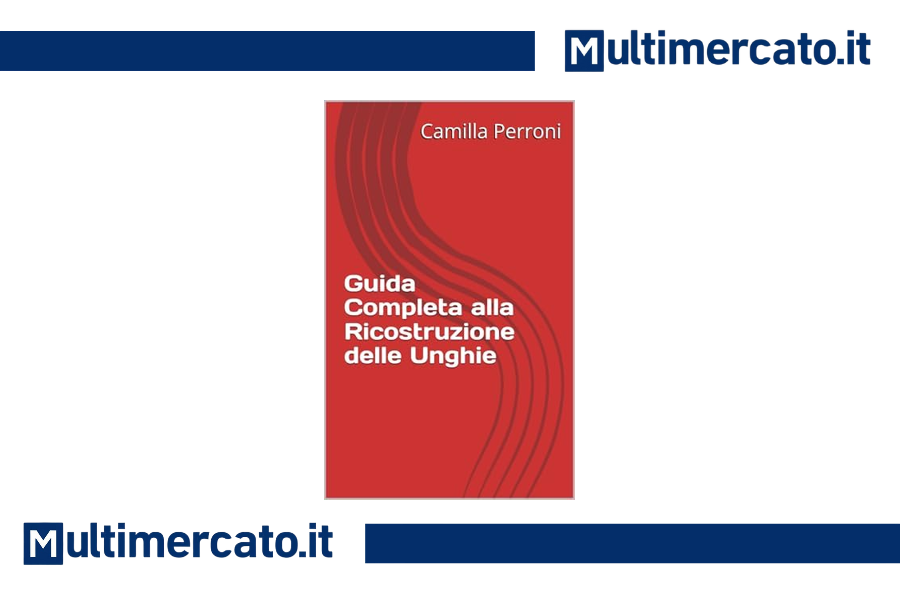 Multimercato.it
Camilla Perroni
Guida
Completa alla
Ricostruzione
delle Unghie
Multimercato.it